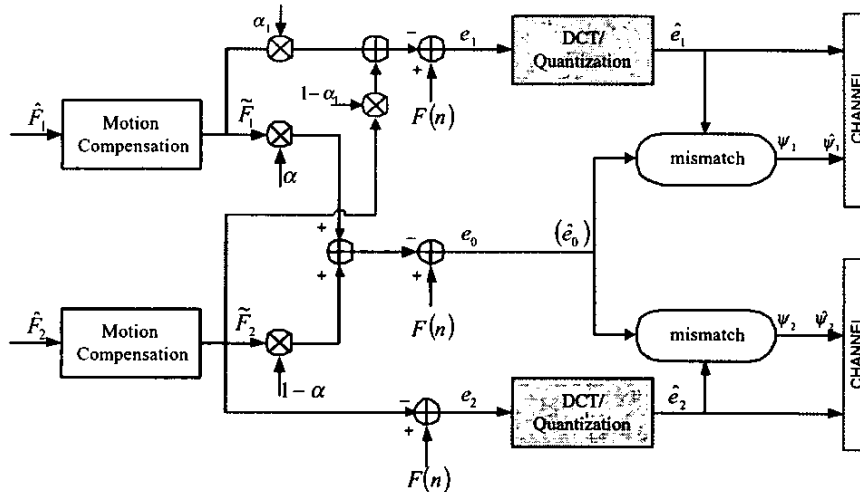 α₁
− e₁ DCT/ ê₁
+ Quantization
1−α₁
F̂₁ Motion F̃₁ F(n)
Compensation
α
mismatch ψ₁ ψ̂₁
CHANNEL
+
+ − e₀ (ê₀)
+
F(n)
F̂₂ Motion F̃₂
Compensation
1−α
mismatch ψ₂ ψ̂₂
CHANNEL
− e₂ DCT/ ê₂
+ Quantization
F(n)